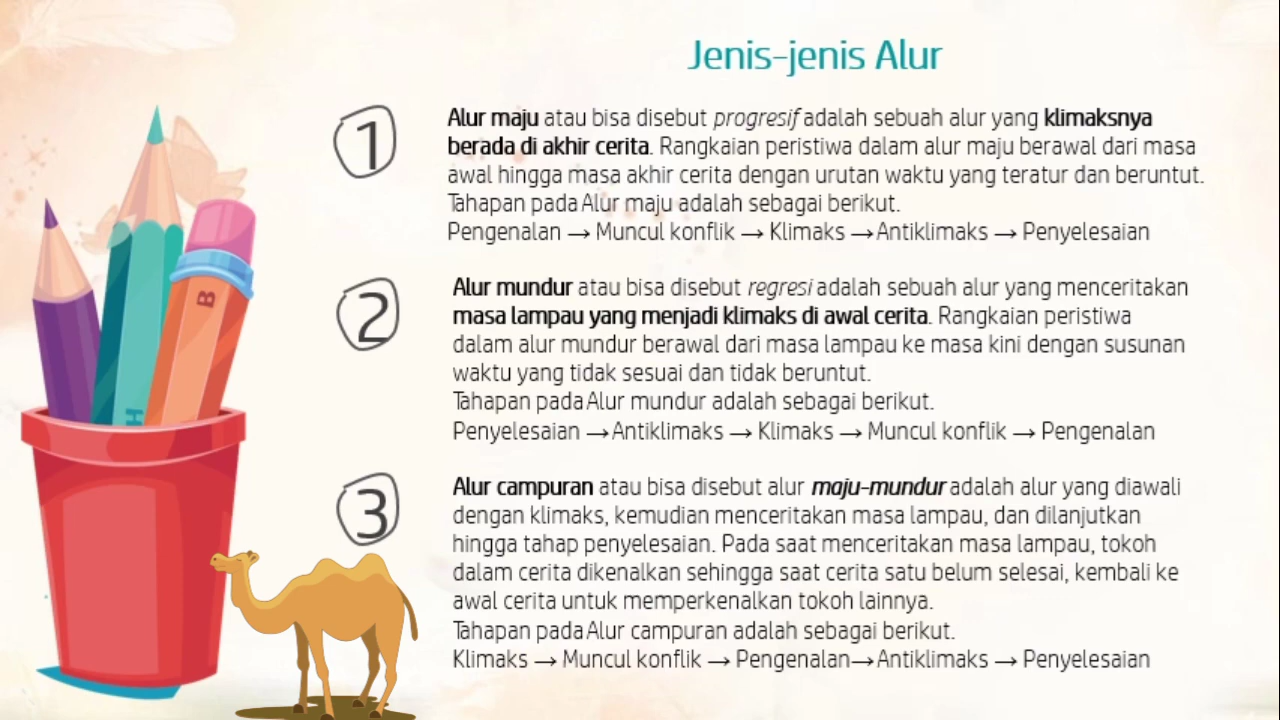 Jenis-jenis Alur
1
Alur maju atau bisa disebut progresif adalah sebuah alur yang klimaksnya
berada di akhir cerita. Rangkaian peristiwa dalam alur maju berawal dari masa
awal hingga masa akhir cerita dengan urutan waktu yang teratur dan beruntut.
Tahapan pada Alur maju adalah sebagai berikut.
Pengenalan → Muncul konflik → Klimaks → Antiklimaks → Penyelesaian
2
Alur mundur atau bisa disebut regresi adalah sebuah alur yang menceritakan
masa lampau yang menjadi klimaks di awal cerita. Rangkaian peristiwa
dalam alur mundur berawal dari masa lampau ke masa kini dengan susunan
waktu yang tidak sesuai dan tidak beruntut.
Tahapan pada Alur mundur adalah sebagai berikut.
Penyelesaian → Antiklimaks → Klimaks → Muncul konflik → Pengenalan
3
Alur campuran atau bisa disebut alur maju-mundur adalah alur yang diawali
dengan klimaks, kemudian menceritakan masa lampau, dan dilanjutkan
hingga tahap penyelesaian. Pada saat menceritakan masa lampau, tokoh
dalam cerita dikenalkan sehingga saat cerita satu belum selesai, kembali ke
awal cerita untuk memperkenalkan tokoh lainnya.
Tahapan pada Alur campuran adalah sebagai berikut.
Klimaks → Muncul konflik → Pengenalan → Antiklimaks → Penyelesaian
B
H